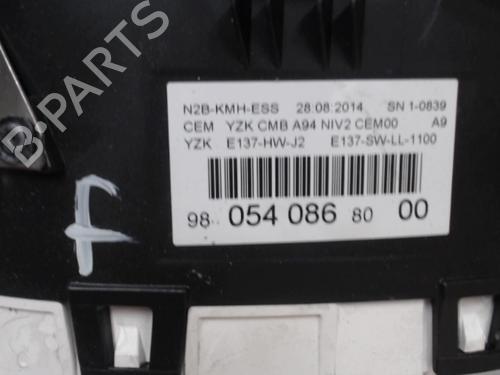 B-PARTS
N2B-KMH-ESS 28:08:2014 SN 1-0839
CEM YZK CMB A94 NIV2 CEM00 A9
YZK E137-HW-J2 E137-SW-LL-1100
98 054 086 80 00
F